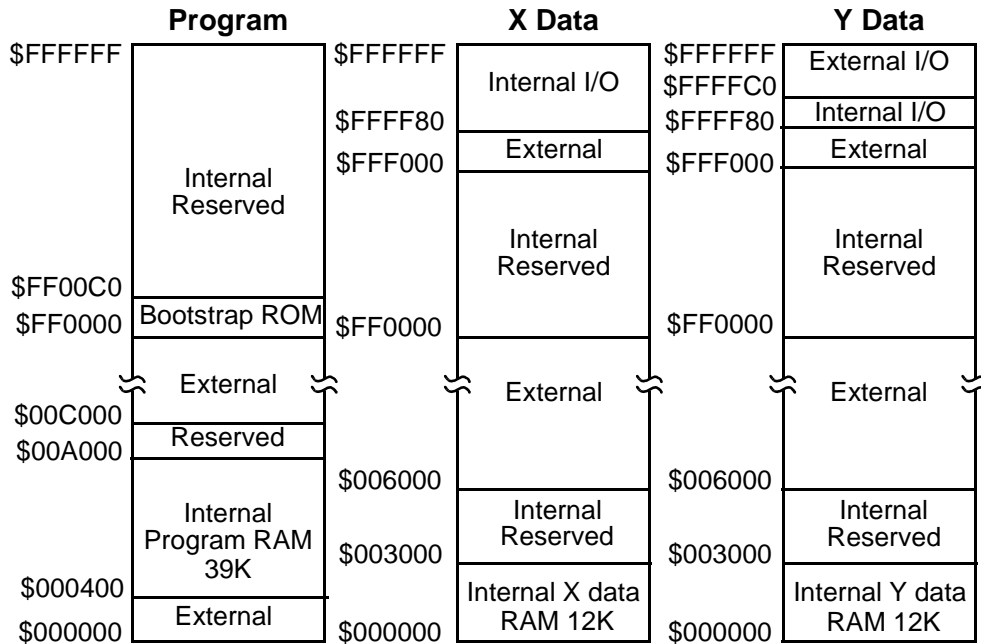 Program
X Data
Y Data
$FFFFFF
Internal
Reserved
$FF00C0
Bootstrap ROM
$FF0000
External
$00C000
Reserved
$00A000
Internal
Program RAM
39K
$000400
External
$000000
$FFFFFF
Internal I/O
$FFFF80
External
$FFF000
Internal
Reserved
$FF0000
External
$006000
Internal
Reserved
$003000
Internal X data
RAM 12K
$000000
$FFFFFF
External I/O
$FFFFC0
Internal I/O
$FFFF80
External
$FFF000
Internal
Reserved
$FF0000
External
$006000
Internal
Reserved
$003000
Internal Y data
RAM 12K
$000000